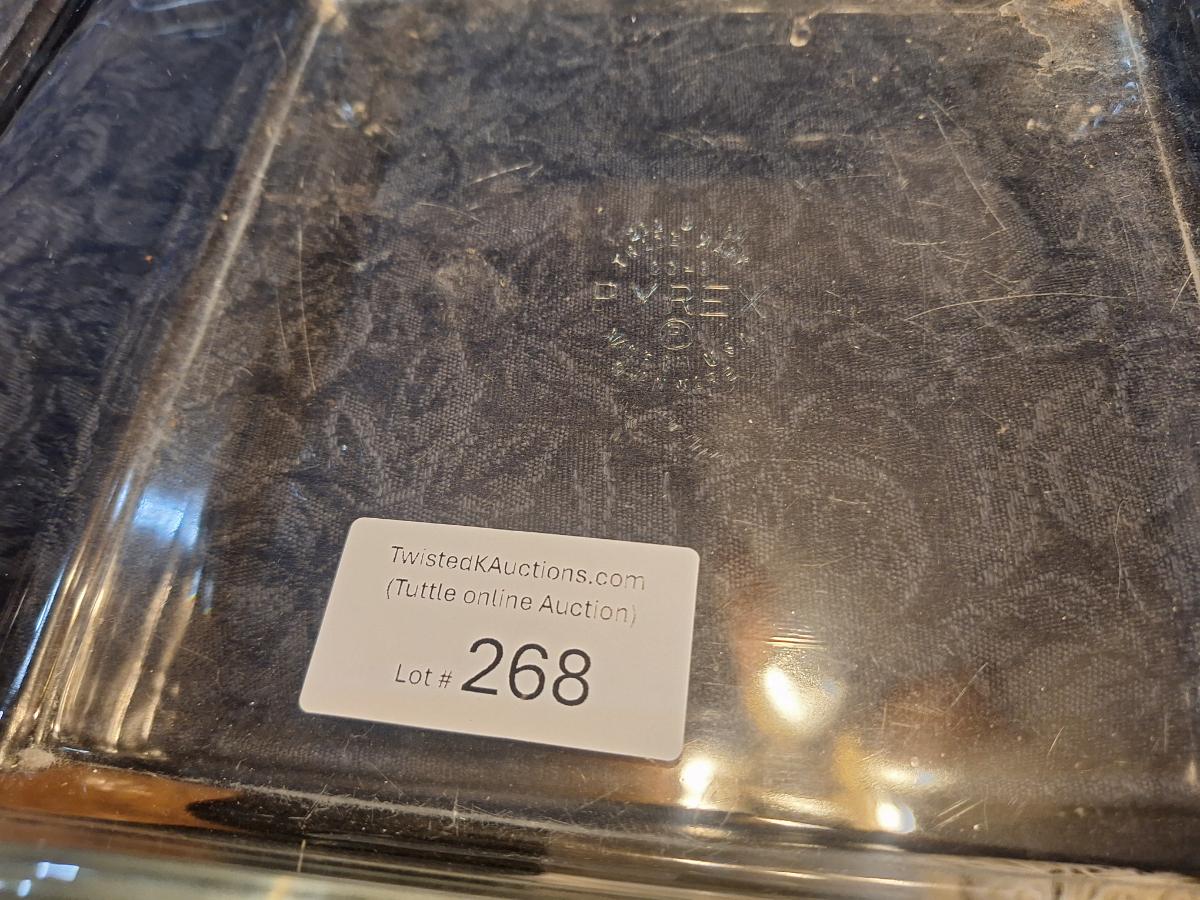 PYREX
®
TwistedKAuctions.com
(Tuttle online Auction)
Lot # 268